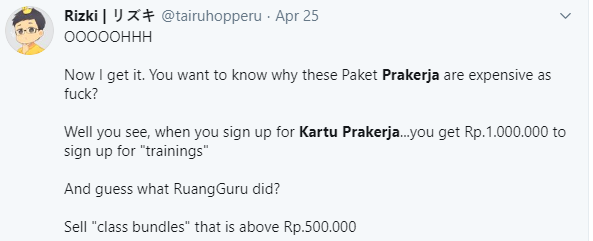 Rizki | リズキ @tairuhopperu · Apr 25
OOOOOHHH
Now I get it. You want to know why these Paket Prakerja are expensive as
fuck?
Well you see, when you sign up for Kartu Prakerja...you get Rp.1.000.000 to
sign up for "trainings"
And guess what RuangGuru did?
Sell "class bundles" that is above Rp.500.000